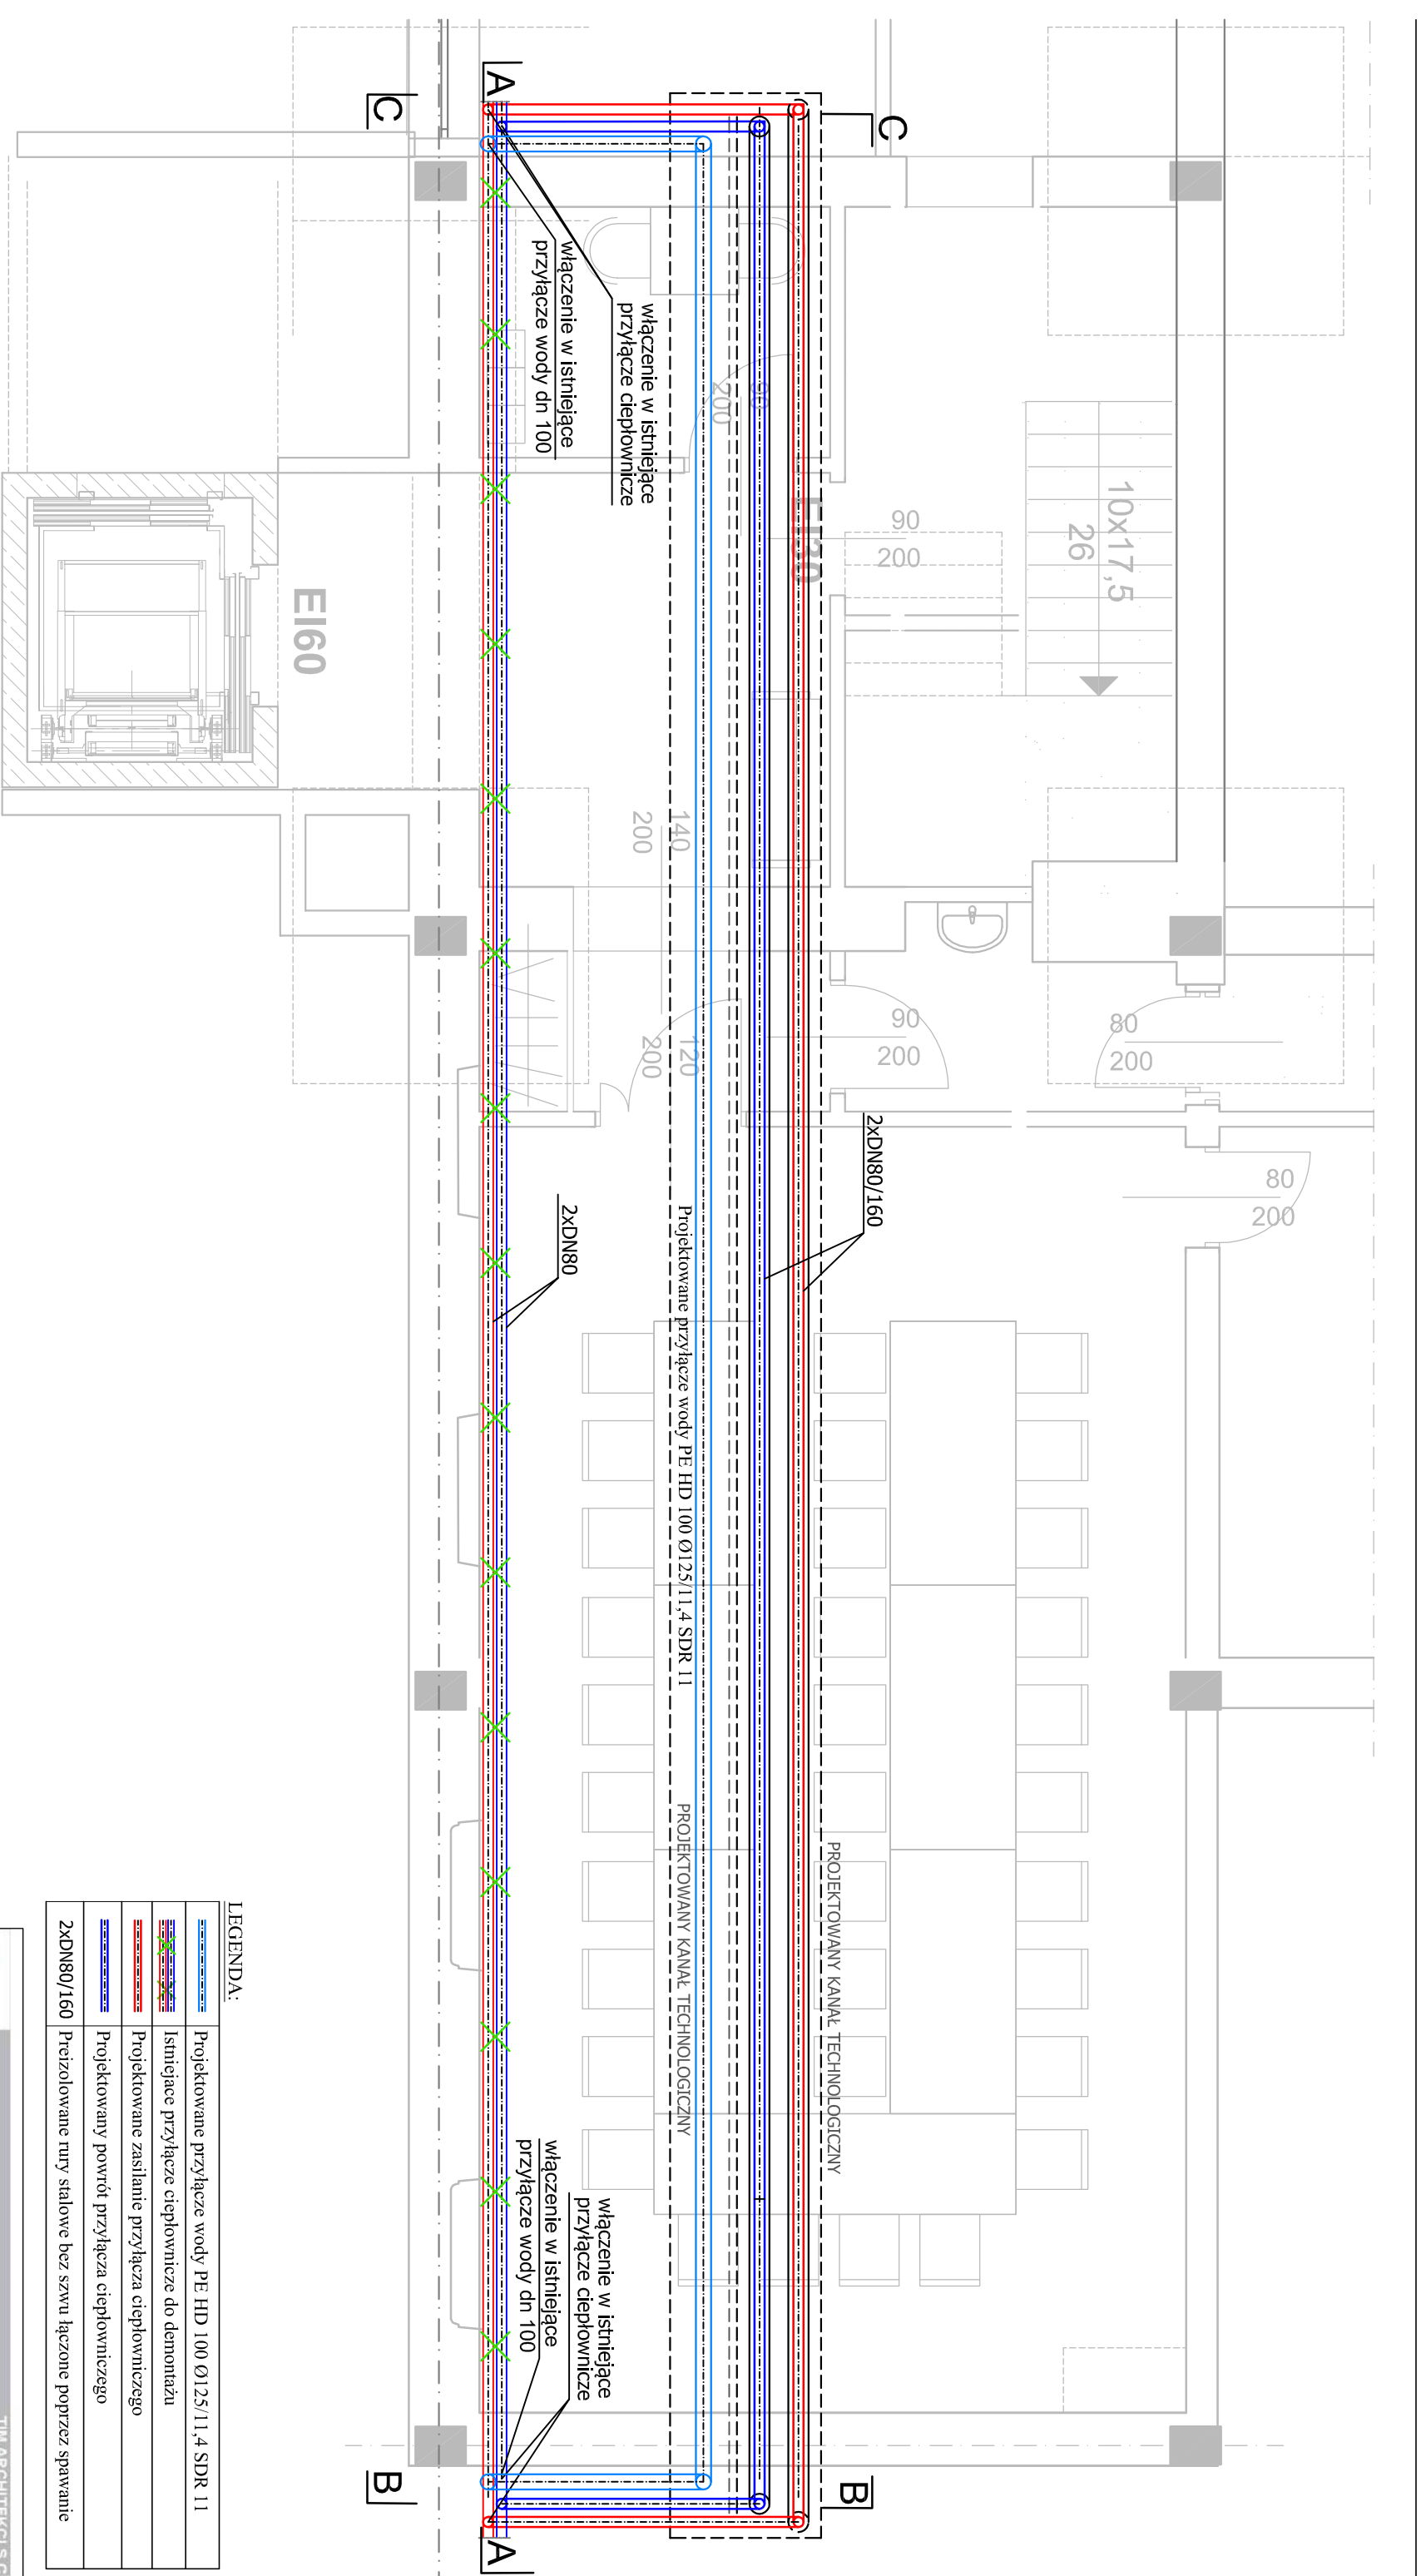 A
C
C
włączenie w istniejące
przyłącze ciepłownicze
włączenie w istniejące
przyłącze wody dn 100
90
200
EI30
90
200
10x17,5
26
EI60
140
200
120
200
90
200
80
200
80
200
2xDN80/160
2xDN80
Projektowane przyłącze wody PE HD 100 Ø125/11,4 SDR 11
PROJEKTOWANY KANAŁ TECHNOLOGICZNY
PROJEKTOWANY KANAŁ TECHNOLOGICZNY
włączenie w istniejące
przyłącze ciepłownicze
włączenie w istniejące
przyłącze wody dn 100
B
B
A
LEGENDA:
Projektowane przyłącze wody PE HD 100 Ø125/11,4 SDR 11
Istniejace przyłącze ciepłownicze do demontażu
Projektowane zasilanie przyłącza ciepłowniczego
Projektowany powrót przyłącza ciepłowniczego
2xDN80/160 Preizolowane rury stalowe bez szwu łączone poprzez spawanie